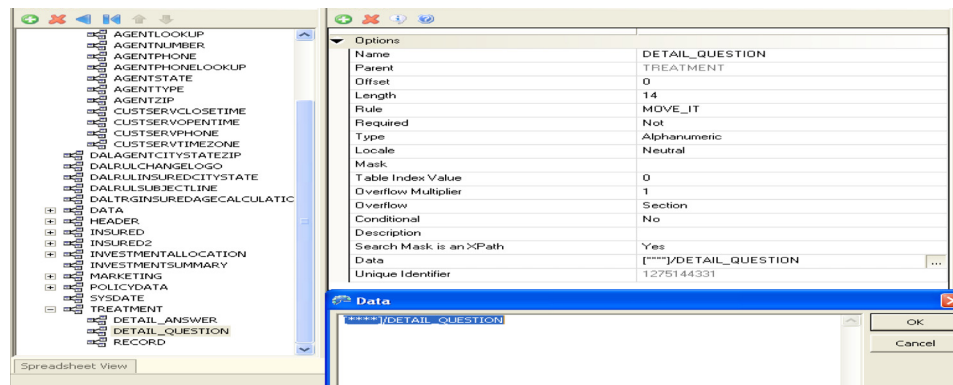 AGENTLOOKUP
AGENTNUMBER
AGENTPHONE
AGENTPHONELOOKUP
AGENTSTATE
AGENTTYPE
AGENTZIP
CUSTSERVCLOSETIME
CUSTSERVOPENTIME
CUSTSERVPHONE
CUSTSERVTIMEZONE
DALAGENTCITYSTATEZIP
DALRULCHANGELOGO
DALRULINSUREDCITYSTATE
DALRULSUBJECTLINE
DALTRGINSUREDAGECALCULATIC
DATA
HEADER
INSURED
INSURED2
INVESTMENTALLOCATION
INVESTMENTSUMMARY
MARKETING
POLICYDATA
SYSDATE
TREATMENT
DETAIL_ANSWER
DETAIL_QUESTION
RECORD
Spreadsheet View
Options
Name DETAIL_QUESTION
Parent TREATMENT
Offset 0
Length 14
Rule MOVE_IT
Required Not
Type Alphanumeric
Locale Neutral
Mask
Table Index Value 0
Overflow Multiplier 1
Overflow Section
Conditional No
Description
Search Mask is an XPath Yes
Data [****]/DETAIL_QUESTION ...
Unique Identifier 1275144331
Data
[****]/DETAIL_QUESTION
OK
Cancel